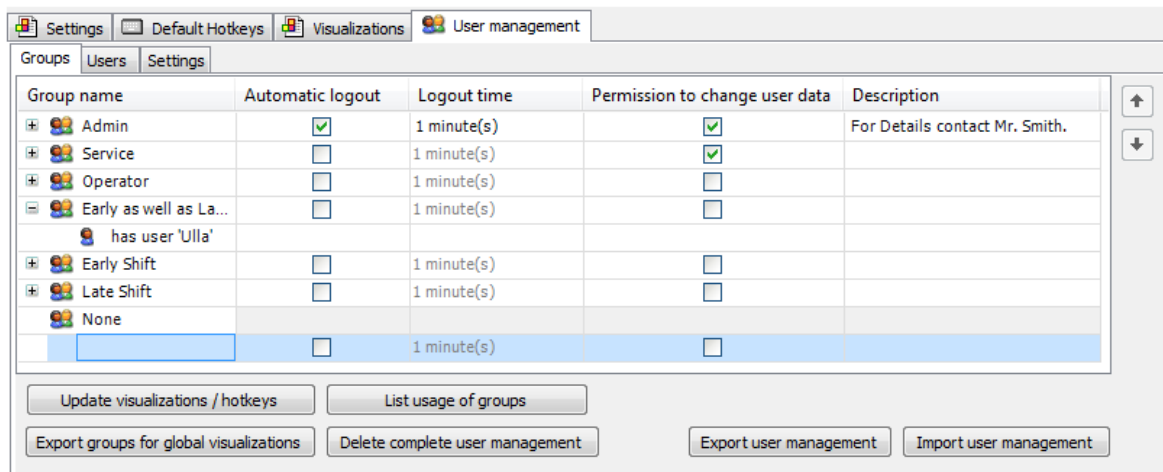 Settings Default Hotkeys Visualizations User management
Groups Users Settings
Group name Automatic logout Logout time Permission to change user data Description
Admin 1 minute(s) For Details contact Mr. Smith.
Service 1 minute(s)
Operator 1 minute(s)
Early as well as La... 1 minute(s)
has user 'Ulla'
Early Shift 1 minute(s)
Late Shift 1 minute(s)
None
1 minute(s)
Update visualizations / hotkeys List usage of groups
Export groups for global visualizations Delete complete user management Export user management Import user management